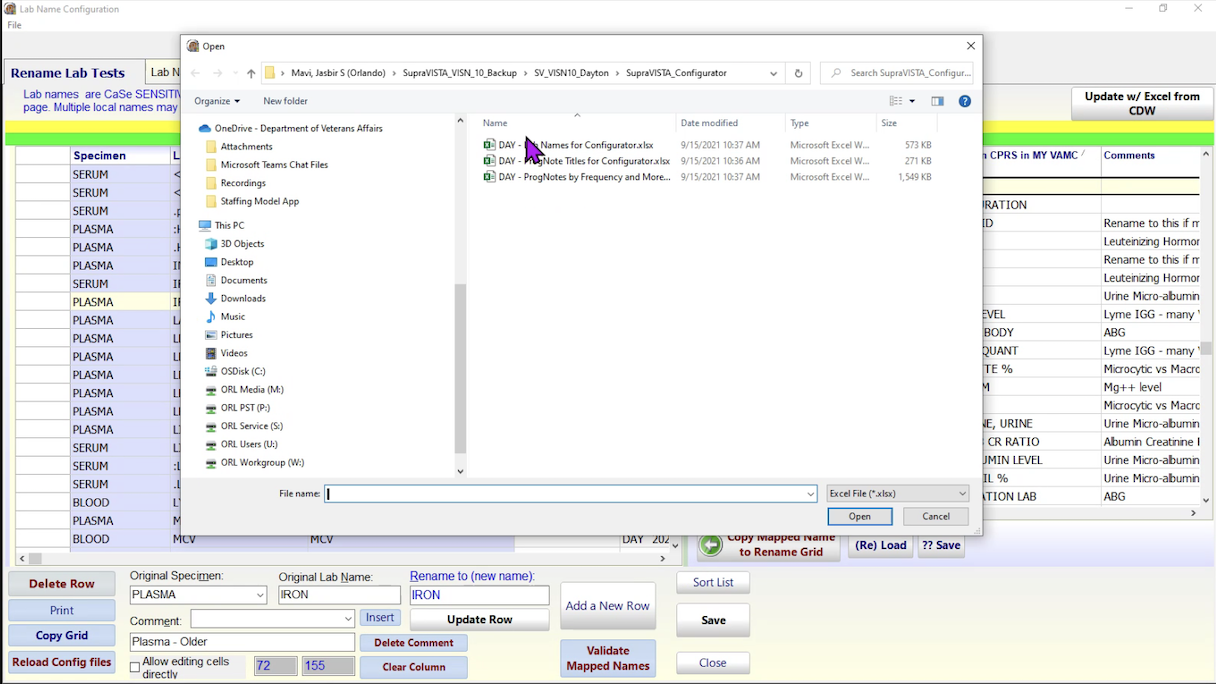 Lab Name Configuration
File
Rename Lab Tests
Lab N
Lab names are CaSe SENSITIV
page. Multiple local names may
Update w/ Excel from
CDW
Open
Mavi, Jasbir S (Orlando) › SupraVISTA_VISN_10_Backup › SV_VISN10_Dayton › SupraVISTA_Configurator
Search SupraVISTA_Configur...
Organize
New folder
OneDrive - Department of Veterans Affairs
Attachments
Microsoft Teams Chat Files
Recordings
Staffing Model App
This PC
3D Objects
Desktop
Documents
Downloads
Music
Pictures
Videos
OSDisk (C:)
ORL Media (M:)
ORL PST (P:)
ORL Service (S:)
ORL Users (U:)
ORL Workgroup (W:)
Name Date modified Type Size
DAY - Names for Configurator.xlsx 9/15/2021 10:37 AM Microsoft Excel W... 573 KB
DAY - Titles for Configurator.xlsx 9/15/2021 10:36 AM Microsoft Excel W... 271 KB
DAY - ProgNotes by Frequency and More... 9/15/2021 10:37 AM Microsoft Excel W... 1,549 KB
File name:
Excel File (*.xlsx)
Open
Cancel
Specimen L
SERUM <
SERUM <
SERUM .p
PLASMA :H
PLASMA .H
PLASMA IN
SERUM
PLASMA
PLASMA LA
PLASMA
PLASMA
PLASMA
PLASMA
PLASMA
PLASMA
SERUM
SERUM :L
SERUM .L
BLOOD
PLASMA M
BLOOD MCV MCV DAY 202
CPRS in MY VAMC Comments
RATION
ID Rename to this if m
Leuteinizing Hormor
Rename to this if m
Leuteinizing Hormor
Urine Micro-albumin
EVEL Lyme IGG - many
BODY ABG
QUANT Lyme IGG - many
TE % Microcytic vs Macro
M Mg++ level
Microcytic vs Macro
NE, URINE Urine Micro-albumin
CR RATIO Albumin Creatinine
UMIN LEVEL Urine Micro-albumin
IL % Urine Micro-albumin
ATION LAB ABG
Copy Mapped Name
to Rename Grid
(Re) Load
?? Save
Delete Row
Print
Copy Grid
Reload Config files
Original Specimen:
PLASMA
Original Lab Name:
IRON
Rename to (new name):
IRON
Comment:
Insert
Update Row
Plasma - Older
Delete Comment
Allow editing cells
directly
72
155
Clear Column
Add a New Row
Validate
Mapped Names
Sort List
Save
Close